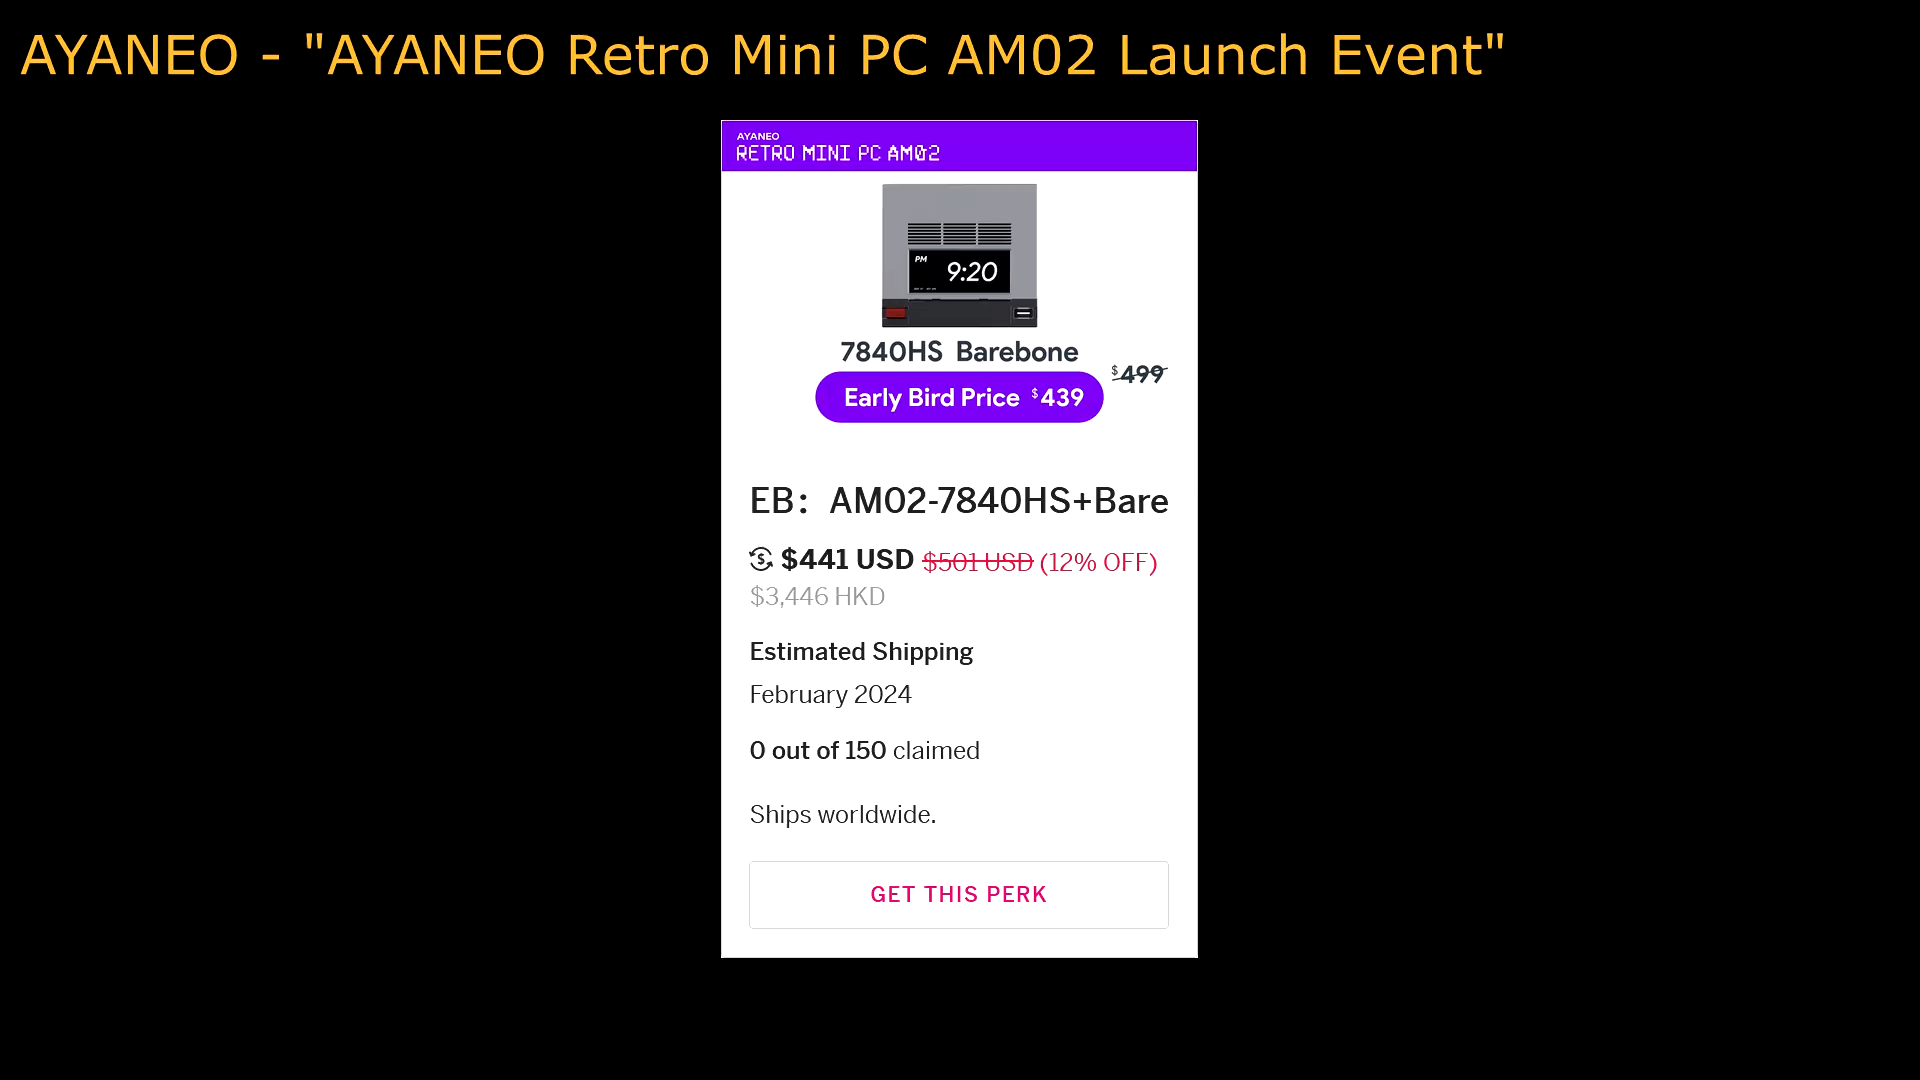 AYANEO - "AYANEO Retro Mini PC AM02 Launch Event"
AYANEO
RETRO MINI PC AM02
PM
9:20
7840HS Barebone
$499
Early Bird Price $439
EB： AM02-7840HS+Bare
$441 USD $501 USD (12% OFF)
$3,446 HKD
Estimated Shipping
February 2024
0 out of 150 claimed
Ships worldwide.
GET THIS PERK